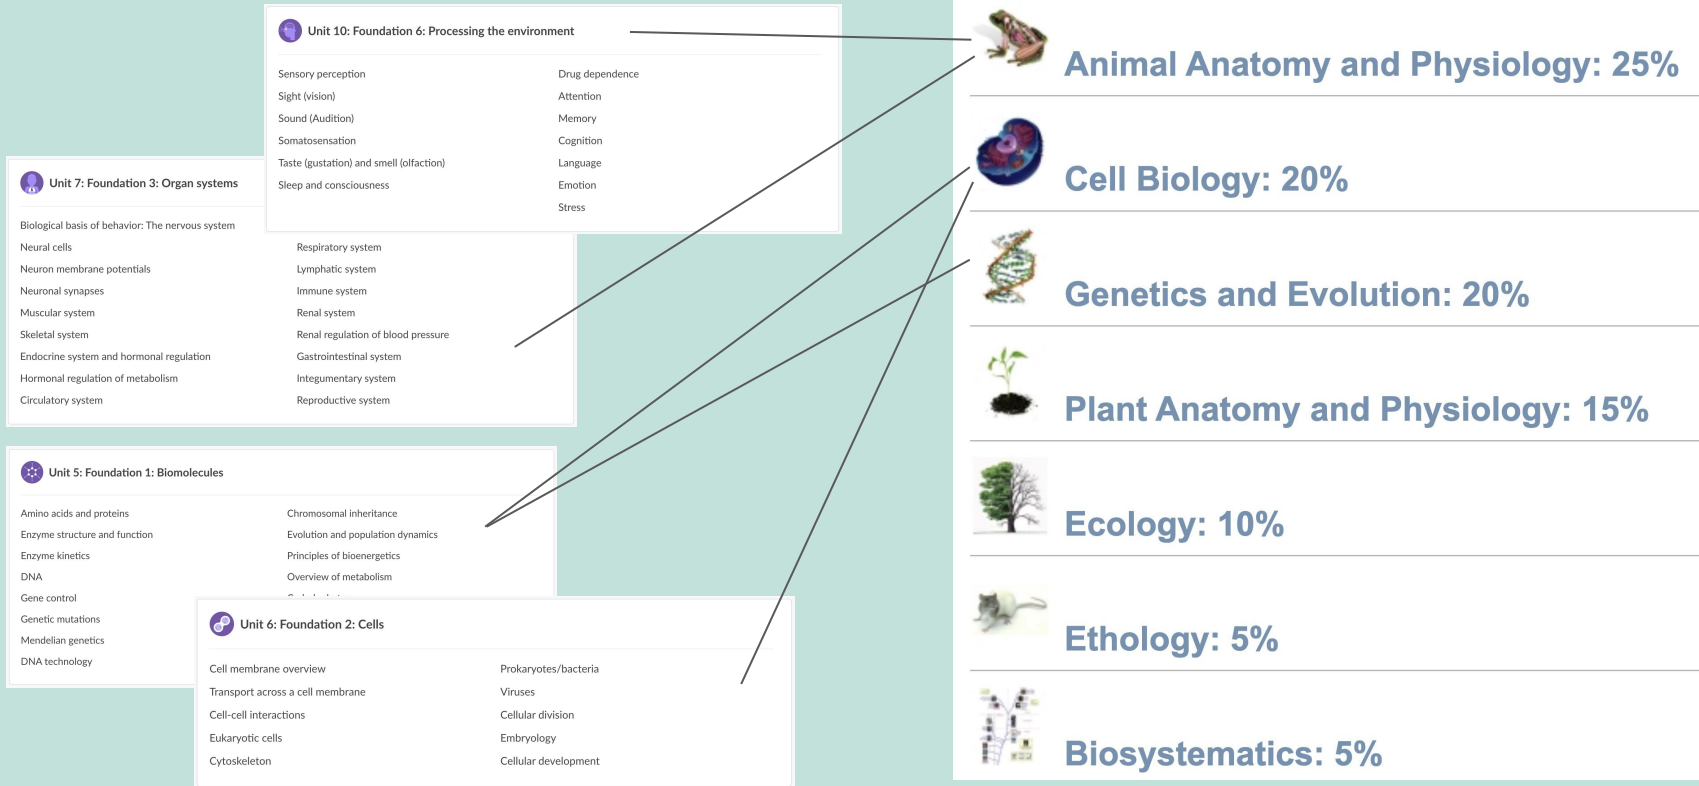 Unit 10: Foundation 6: Processing the environment
Sensory perception
Sight (vision)
Sound (Audition)
Somatosensation
Taste (gustation) and smell (olfaction)
Sleep and consciousness
Drug dependence
Attention
Memory
Cognition
Language
Emotion
Stress
Unit 7: Foundation 3: Organ systems
Biological basis of behavior: The nervous system
Neural cells
Neuron membrane potentials
Neuronal synapses
Muscular system
Skeletal system
Endocrine system and hormonal regulation
Hormonal regulation of metabolism
Circulatory system
Respiratory system
Lymphatic system
Immune system
Renal system
Renal regulation of blood pressure
Gastrointestinal system
Integumentary system
Reproductive system
Unit 5: Foundation 1: Biomolecules
Amino acids and proteins
Enzyme structure and function
Enzyme kinetics
DNA
Gene control
Genetic mutations
Mendelian genetics
DNA technology
Chromosomal inheritance
Evolution and population dynamics
Principles of bioenergetics
Overview of metabolism
Unit 6: Foundation 2: Cells
Cell membrane overview
Transport across a cell membrane
Cell-cell interactions
Eukaryotic cells
Cytoskeleton
Prokaryotes/bacteria
Viruses
Cellular division
Embryology
Cellular development
Animal Anatomy and Physiology: 25%
Cell Biology: 20%
Genetics and Evolution: 20%
Plant Anatomy and Physiology: 15%
Ecology: 10%
Ethology: 5%
Biosystematics: 5%